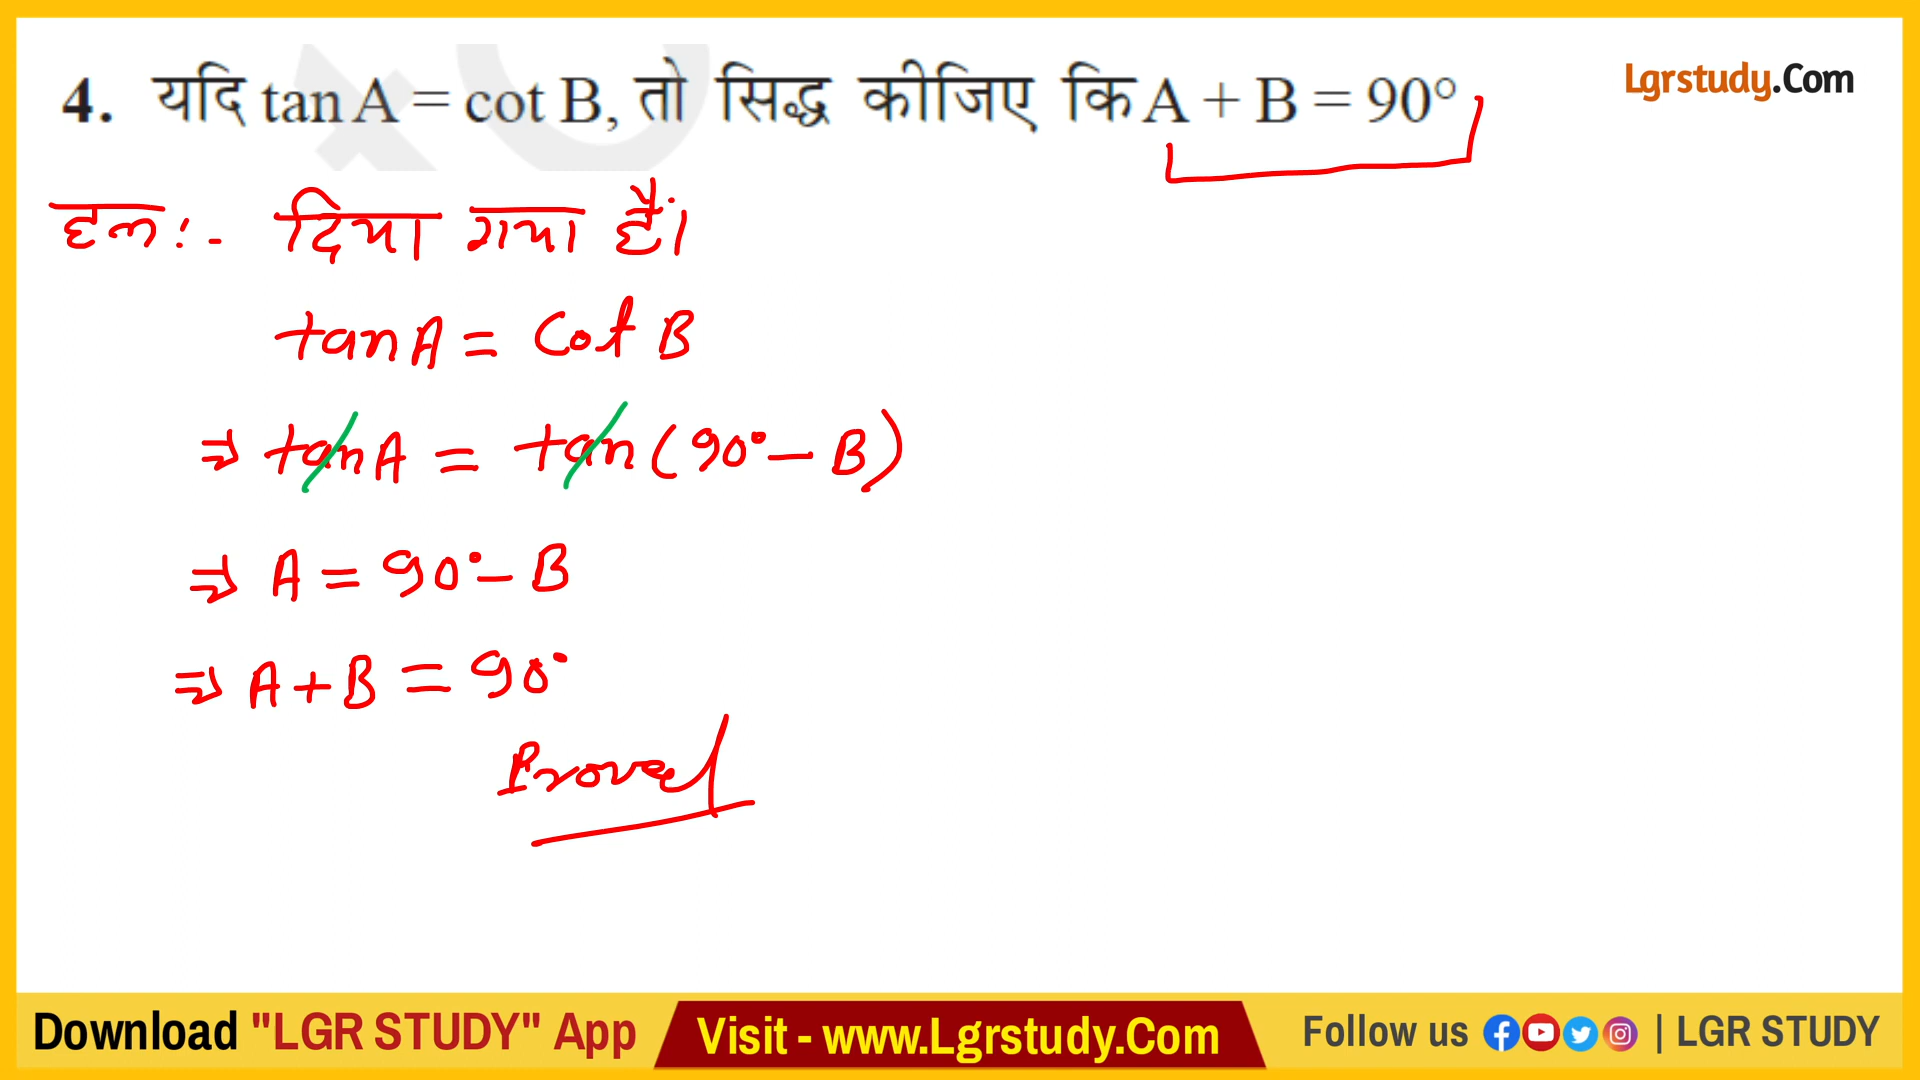 4. यदि tan A = cot B, तो सिद्ध कीजिए कि A + B = 90°
Lgrstudy.Com
हल :- दिया गया है।
tan A = Cot B
⇒ tan A = tan (90° – B)
⇒ A = 90° – B
⇒ A + B = 90°
Proved
Download "LGR STUDY" App
Visit - www.Lgrstudy.Com
Follow us | LGR STUDY